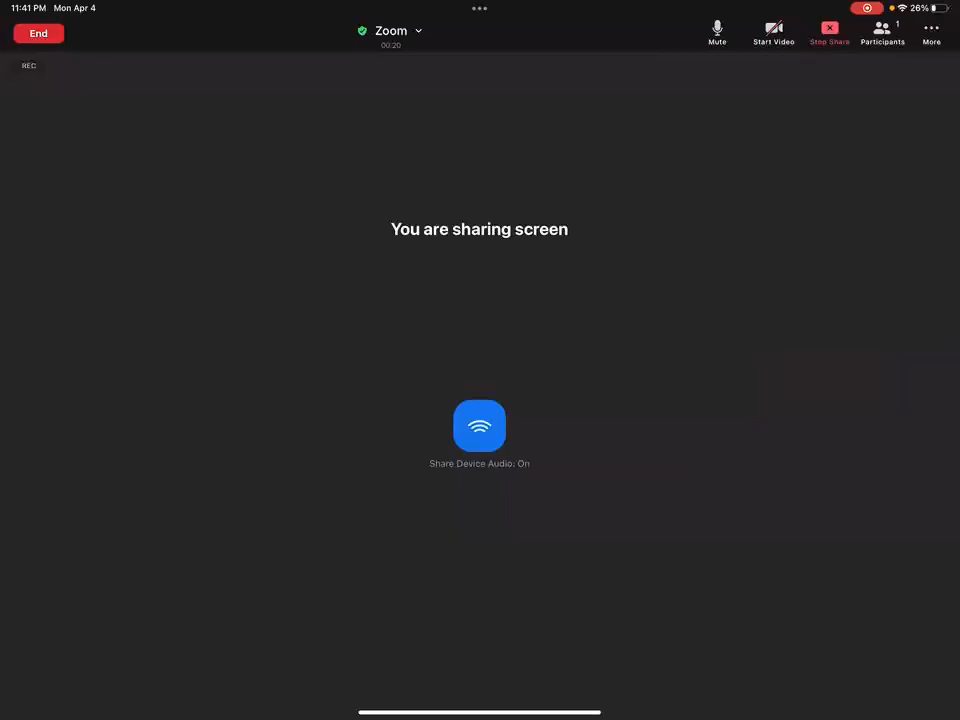 11:41 PM Mon Apr 4
26%
End
Zoom
00:20
Mute
Start Video
Stop Share
Participants
1
More
REC
You are sharing screen
Share Device Audio: On